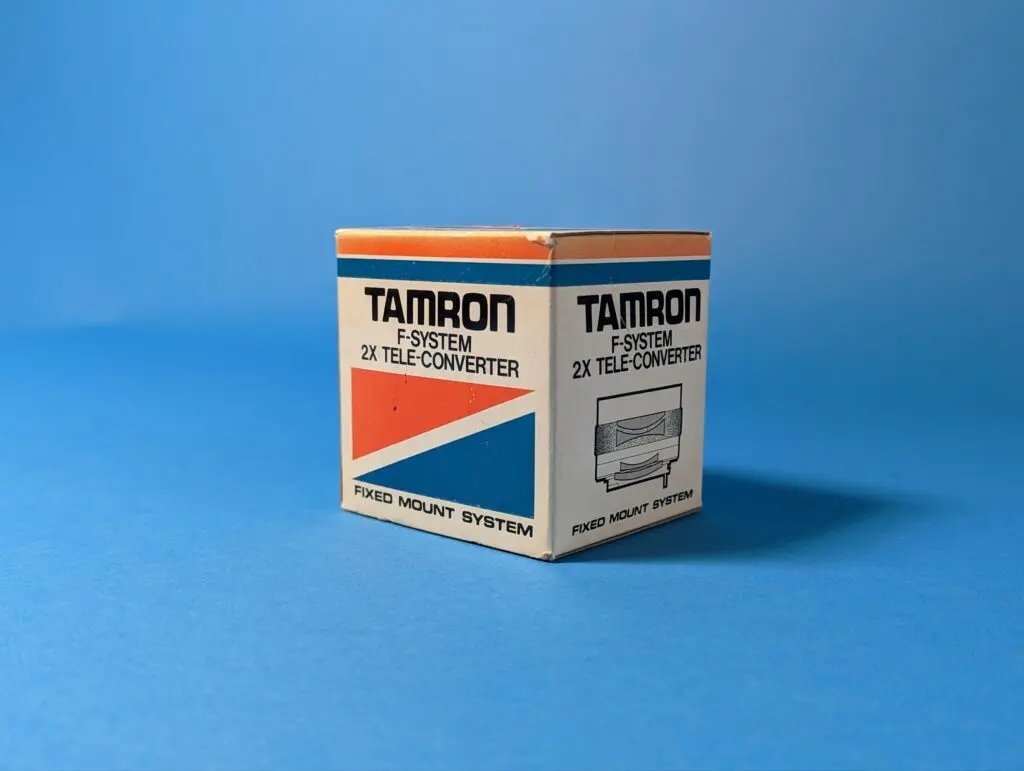 TAMRON
F-SYSTEM
2X TELE-CONVERTER
FIXED MOUNT SYSTEM
TAMRON
F-SYSTEM
2X TELE-CONVERTER
FIXED MOUNT SYSTEM